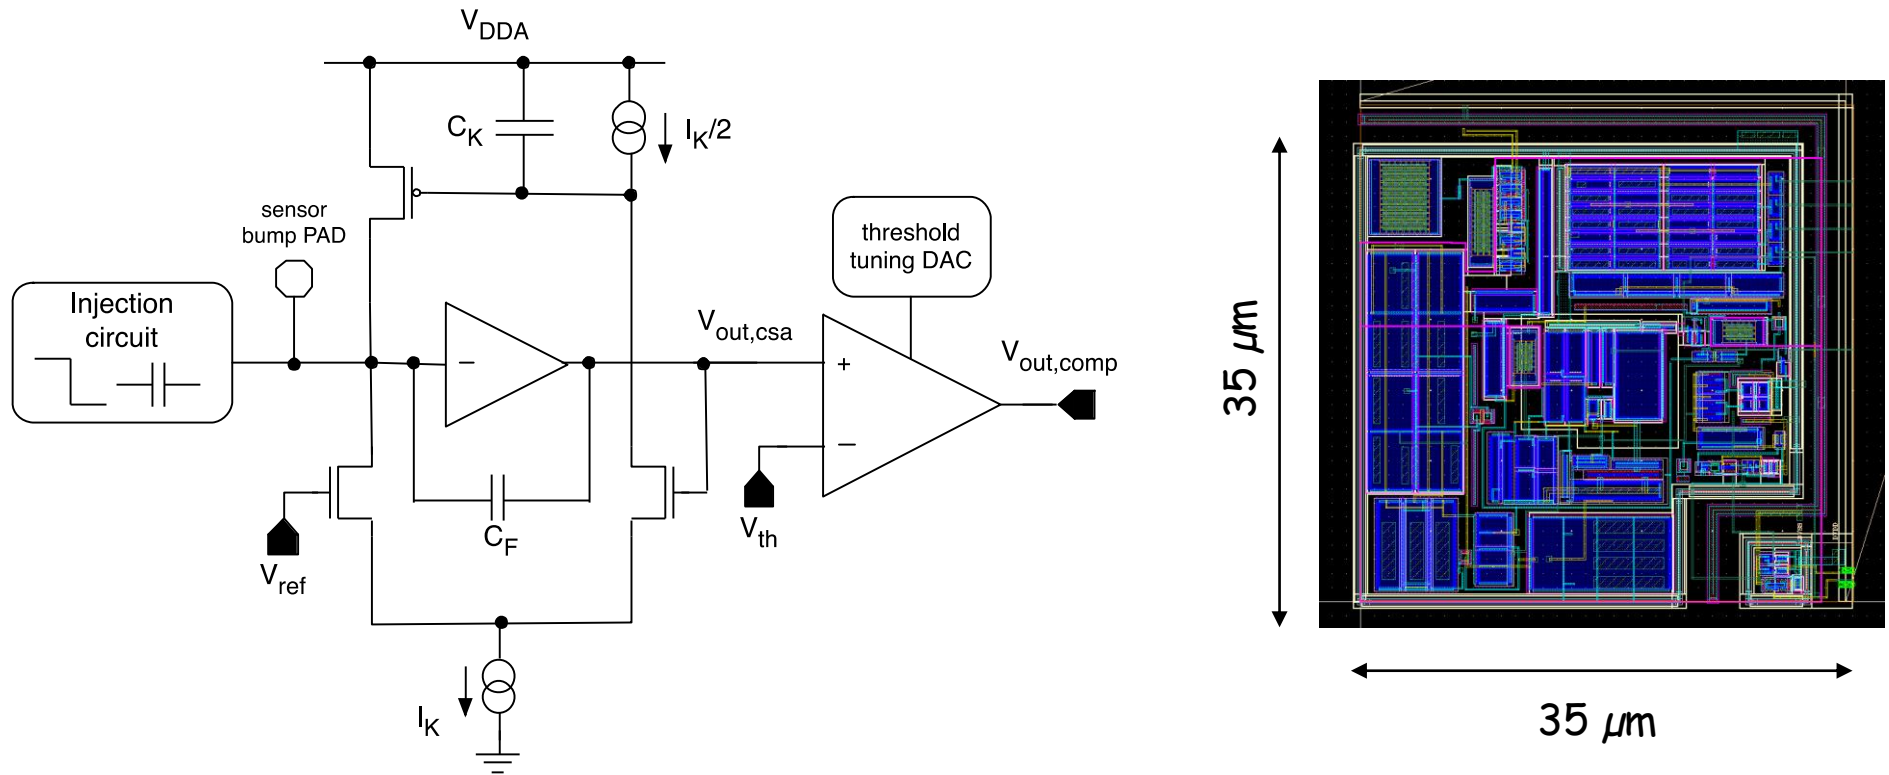 V_DDA
C_K
I_K/2
sensor
bump PAD
threshold
tuning DAC
Injection
circuit
−
V_out,csa
+
V_out,comp
−
C_F
V_ref
V_th
I_K
35 μm
35 μm